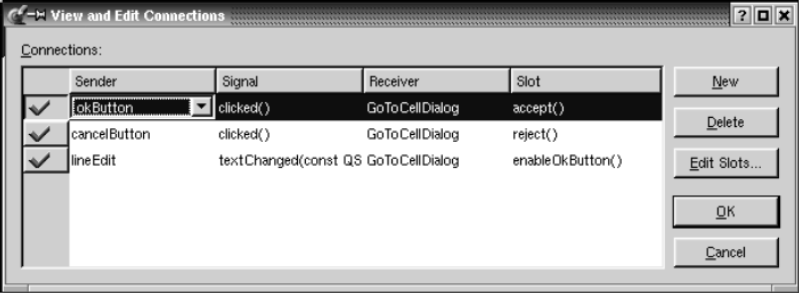 View and Edit Connections
Connections:
Sender Signal Receiver Slot
okButton clicked() GoToCellDialog accept()
cancelButton clicked() GoToCellDialog reject()
lineEdit textChanged(const QS GoToCellDialog enableOkButton()
New
Delete
Edit Slots...
OK
Cancel